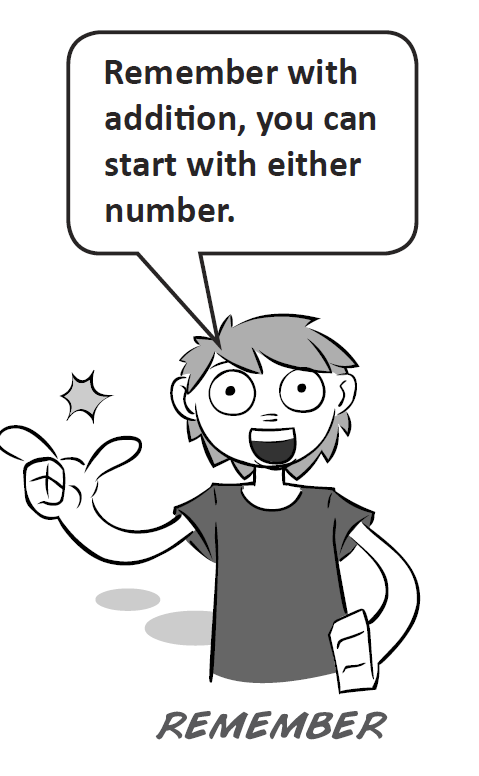 Remember with
addition, you can
start with either
number.
REMEMBER